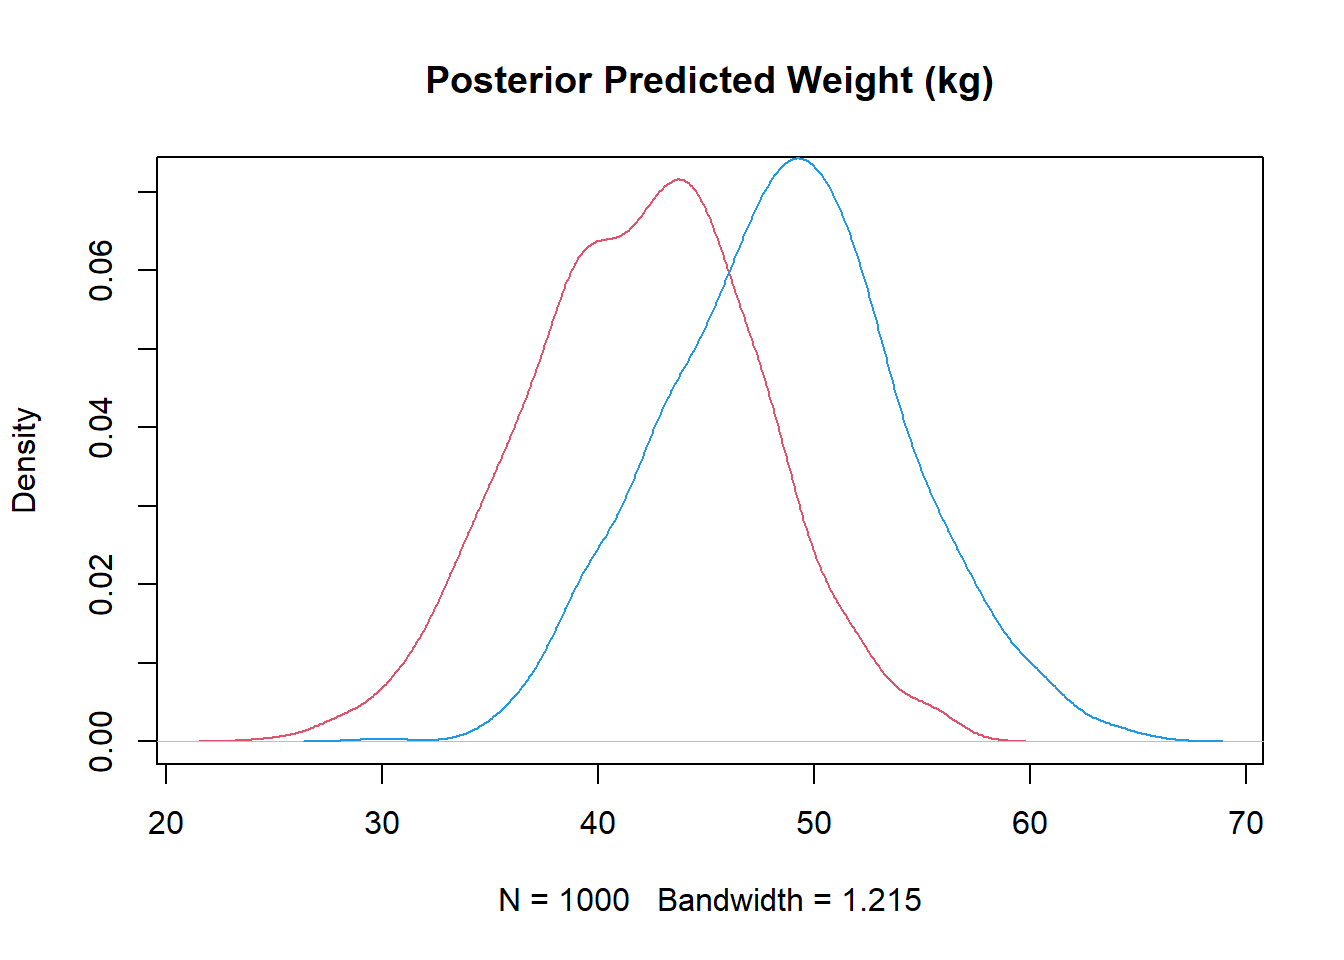 Posterior Predicted Weight (kg)
Density
0.06
0.04
0.02
0.00
20 30 40 50 60 70
N = 1000   Bandwidth = 1.215